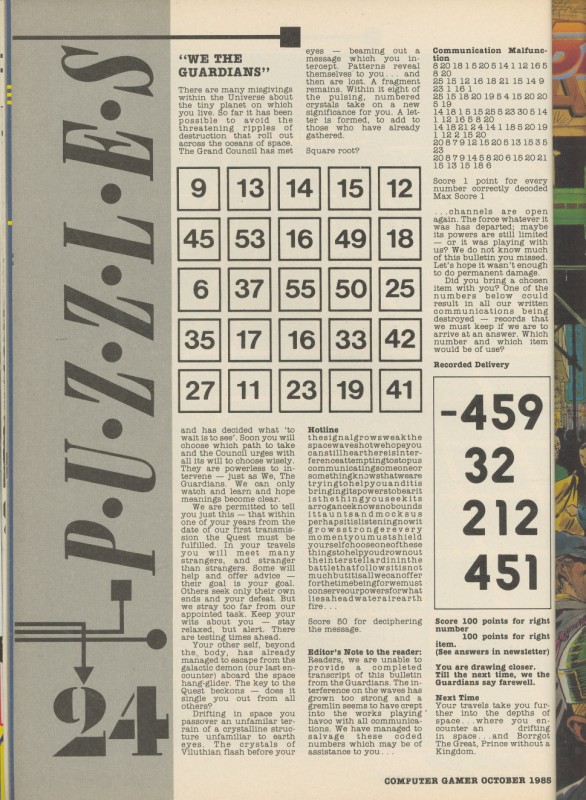 P•U•Z•Z•L•E•S
24
"WE THE
GUARDIANS"
There are many misgivings
within the Universe about
the tiny planet on which
you live. So far it has been
possible to avoid the
threatening ripples of
destruction that roll out
across the oceans of space.
The Grand Council has met
eyes — beaming out a
message which you in-
tercept. Patterns reveal
themselves to you . . . and
then are lost. A fragment
remains. Within it eight of
the pulsing, numbered
crystals take on a new
significance for you. A let-
ter is formed, to add to
those who have already
gathered.
Square root?
9 13 14 15 12
45 53 16 49 18
6 37 55 50 25
35 17 16 33 42
27 11 23 19 41
and has decided what 'to
wait is to see'. Soon you will
choose which path to take
and the Council urges with
all its will to choose wisely.
They are powerless to in-
tervene — just as We, The
Guardians. We can only
watch and learn and hope
meanings become clear.
We are permitted to tell
you just this — that within
one of your years from the
date of our first transmis-
sion the Quest must be
fulfilled. In your travels
you will meet many
strangers, and stranger
than strangers. Some will
help and offer advice —
their goal is your goal.
Others seek only their own
ends and your defeat. But
we stray too far from our
appointed task. Keep your
wits about you — stay
relaxed, but alert. There
are testing times ahead.
Your other self, beyond
the body, has already
managed to escape from the
galactic demon (our last en-
counter) aboard the space
hang-glider. The key to the
Quest beckons — does it
single you out from all
others?
Drifting in space you
passover an unfamiliar ter-
rain of a crystalline struc-
ture unfamiliar to earth
eyes. The crystals of
Viluthian flash before your
Hotline
thesignalgrowsweakthe
spacewaveshotwehopeyou
canstillhearthereisinter-
ferenceattemptingtostopus
communicatingsomeoneor
somethingknowsthatweare
tryingtohelpyouanditis
bringingitspowerstobearit
isthethingyouseekits
arroganceknowsnobounds
ittauntsandmocksus
perhapsitislisteningnowit
growsstrongerevery
momentyoumustshield
yourselfchooseoneofthese
thingstohelpyoudrownout
theinterstellardininthe
battlethatfollowsitisnot
muchbutitisallwecanoffer
forthetimebeingforwemust
conserveourpowersforwhat
liesaheadwaterairearth
fire . . .
Score 50 for deciphering
the message.
Editor's Note to the reader:
Readers, we are unable to
provide a completed
transcript of this bulletin
from the Guardians. The in-
terference on the waves has
grown too strong and a
gremlin seems to have crept
into the works playing
havoc with all communica-
tions. We have managed to
salvage these coded
numbers which may be of
assistance to you . . .
Communication Malfunc-
tion
8 20 18 1 5 20 5 14 1 12 16 5
8 20
25 15 12 16 18 21 15 14 9
23 1 16 1
25 15 18 20 19 5 4 20 15 20
5 19
14 18 1 5 15 25 5 23 30 5 14
1 12 16 5 8 20
14 18 21 2 4 14 1 18 5 20 19
1 12 2 15 20
20 8 7 9 12 15 20 5 13 15 3 5
23
20 8 7 9 14 5 8 20 6 15 20 21
15 13 15 18 6
Score 1 point for every
number correctly decoded
Max Score 1
. . .channels are open
again. The force whatever it
was has departed; maybe
its powers are still limited
— or it was playing with
us? We do not know much
of this bulletin you missed.
Let's hope it wasn't enough
to do permanent damage.
Did you bring a chosen
item with you? One of the
numbers below could
result in all our written
communications being
destroyed — records that
we must keep if we are to
arrive at an answer. Which
number and which item
would be of use?
Recorded Delivery
-459
32
212
451
Score 100 points for right
number
100 points for right
item.
(See answers in newsletter)
You are drawing closer.
Till the next time, we the
Guardians say farewell.
Next Time
Your travels take you fur-
ther into the depths of
space . . . where you en-
counter an drifting
in space . . . and Borrgot
The Great, Prince without a
Kingdom.
COMPUTER GAMER OCTOBER 1985